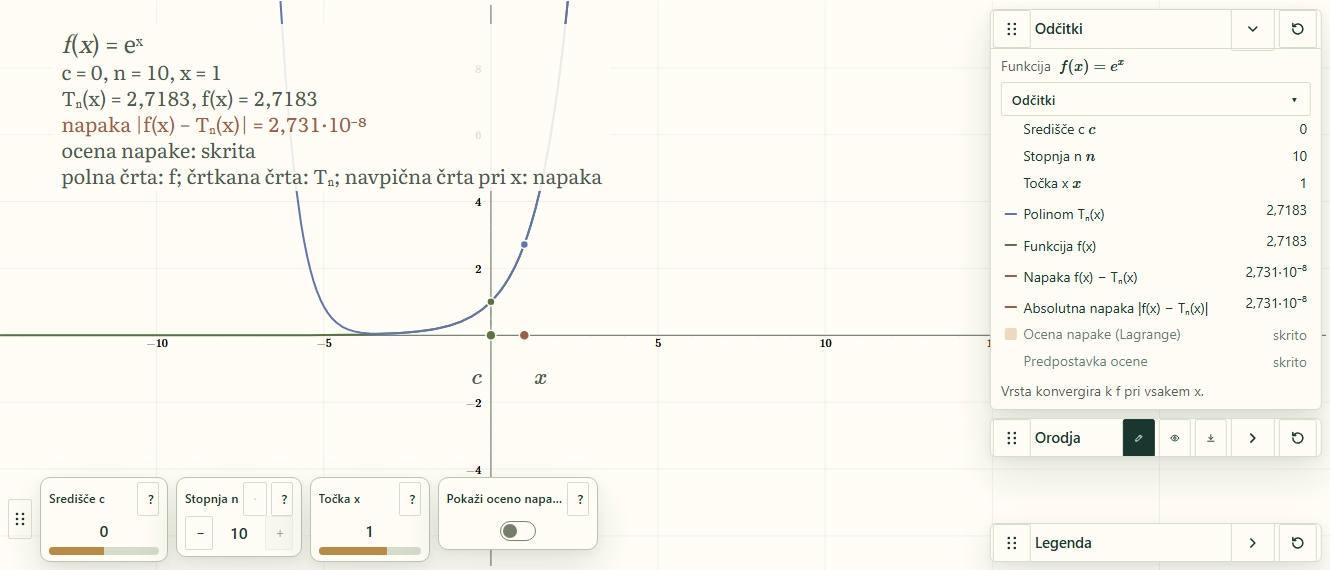 f(x) = eˣ
c = 0, n = 10, x = 1
Tₙ(x) = 2,7183, f(x) = 2,7183
napaka |f(x) − Tₙ(x)| = 2,731·10⁻⁸
ocena napake: skrita
polna črta: f; črtkana črta: Tₙ; navpična črta pri x: napaka
8
6
4
2
−10
−5
5
10
1
c
x
−2
−4
Odčitki
Funkcija f(x) = eˣ
Odčitki
Središče c c 0
Stopnja n n 10
Točka x x 1
Polinom Tₙ(x) 2,7183
Funkcija f(x) 2,7183
Napaka f(x) − Tₙ(x) 2,731·10⁻⁸
Absolutna napaka |f(x) − Tₙ(x)| 2,731·10⁻⁸
Ocena napake (Lagrange) skrito
Predpostavka ocene skrito
Vrsta konvergira k f pri vsakem x.
Orodja
Legenda
Središče c ?
0
Stopnja n ?
− 10 +
Točka x ?
1
Pokaži oceno napa... ?